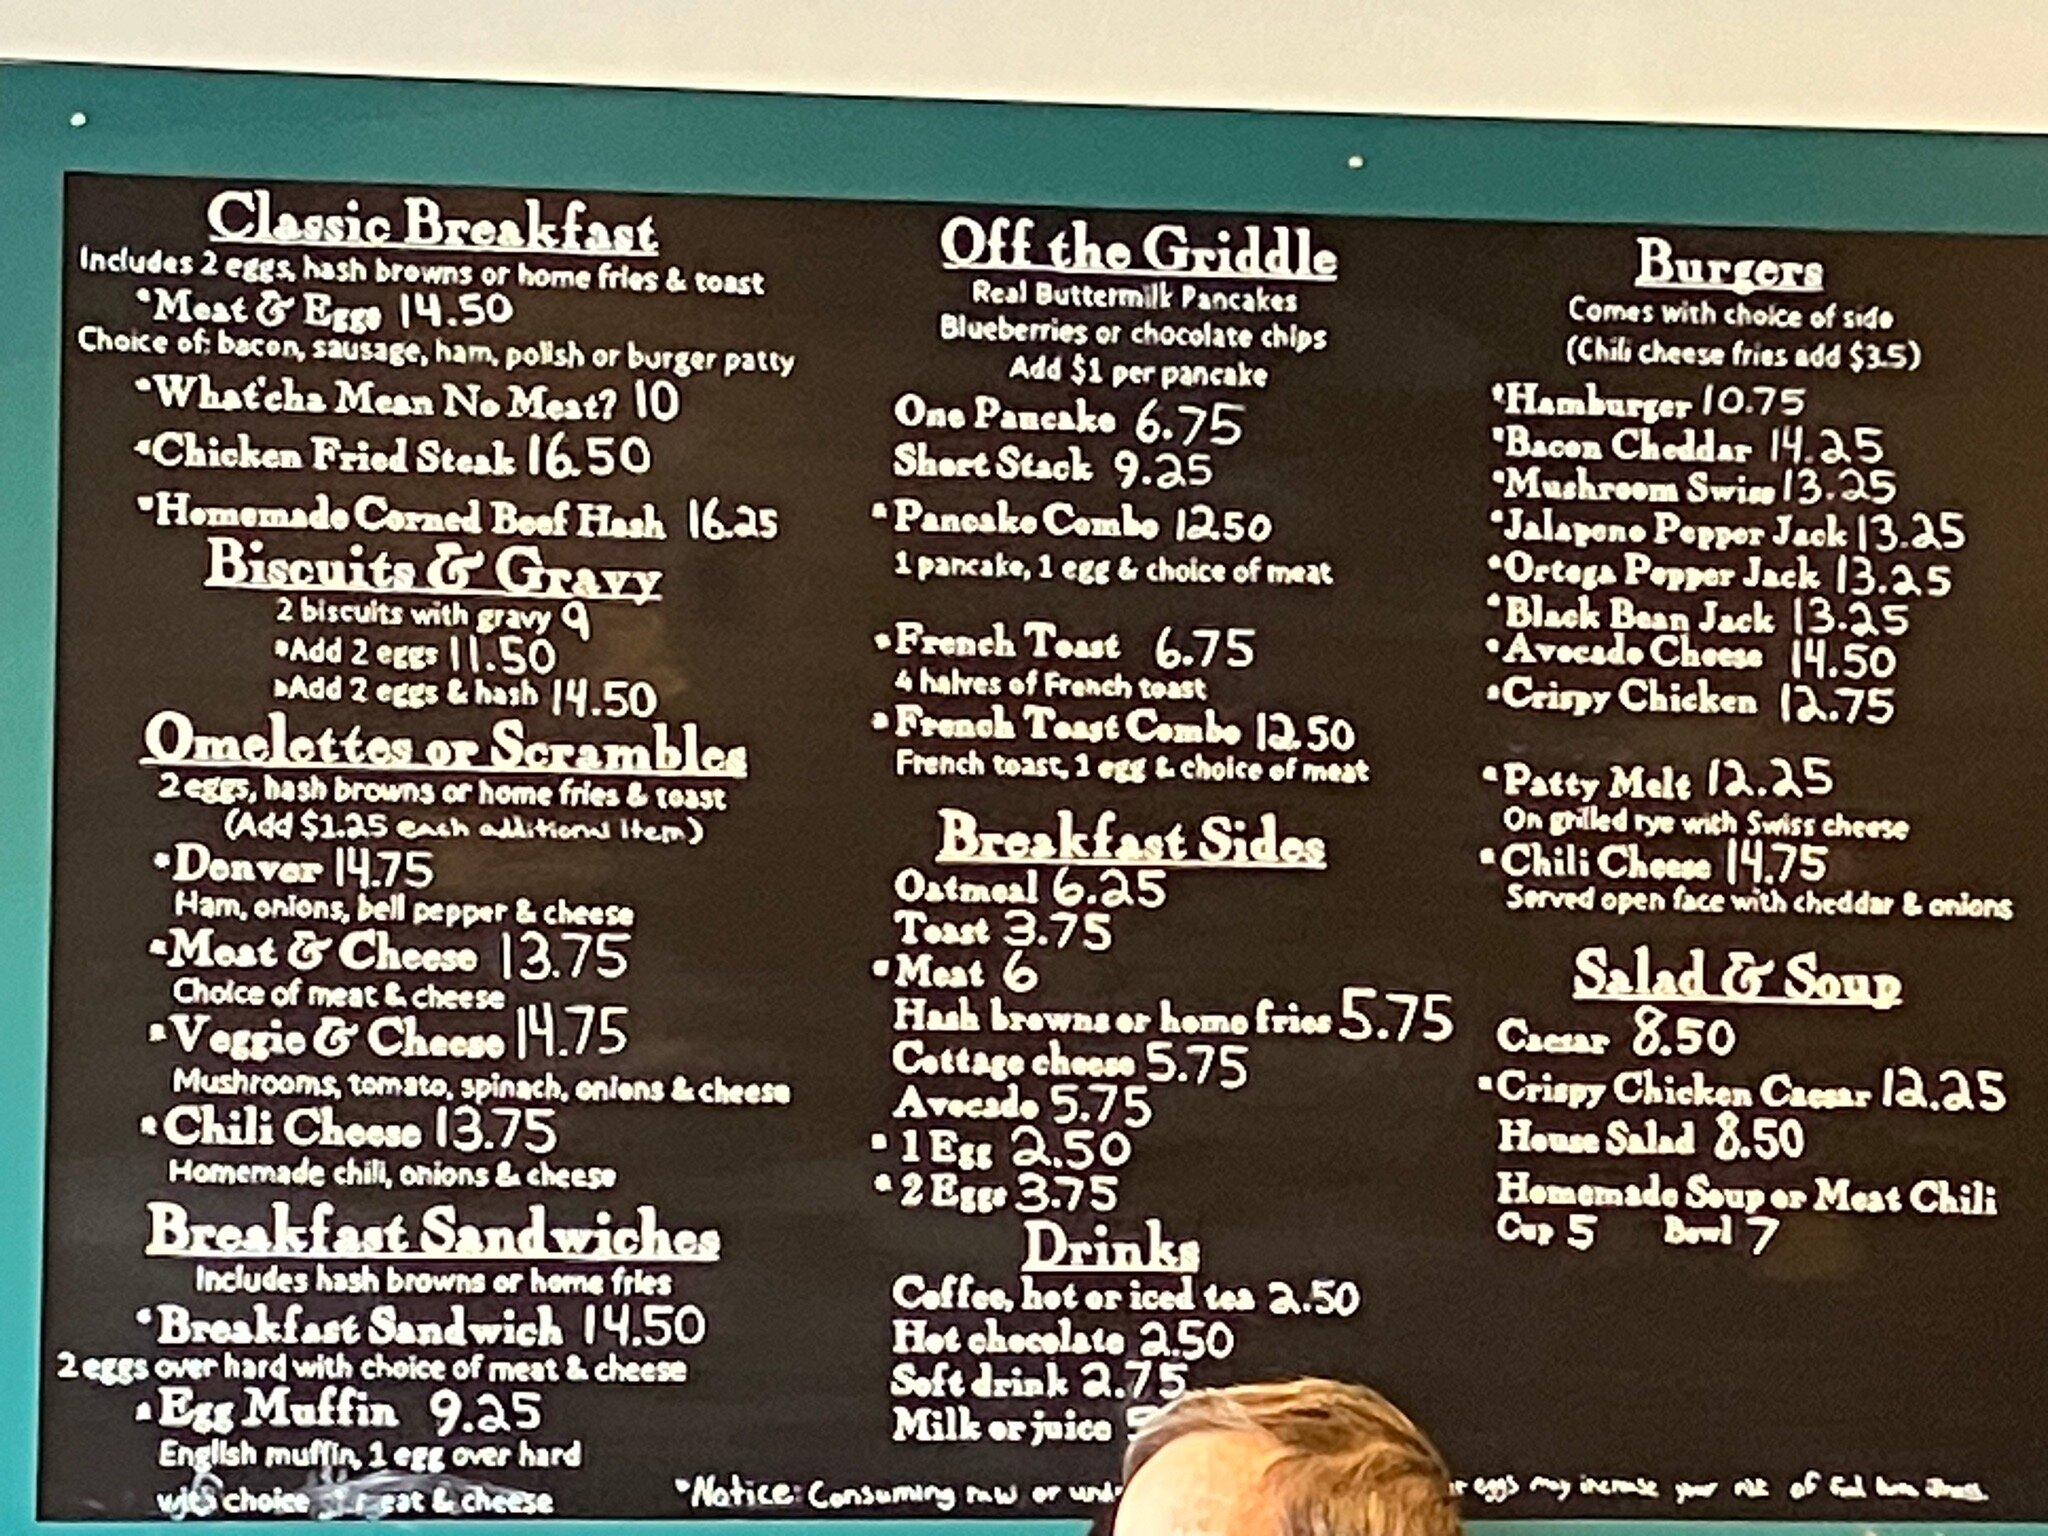 Classic Breakfast
Includes 2 eggs, hash browns or home fries & toast
*Meat & Eggs 14.50
Choice of: bacon, sausage, ham, polish or burger patty
*What'cha Mean No Meat? 10
*Chicken Fried Steak 16.50
*Homemade Corned Beef Hash 16.25
Biscuits & Gravy
2 biscuits with gravy 9
*Add 2 eggs 11.50
*Add 2 eggs & hash 14.50
Omelettes or Scrambles
2 eggs, hash browns or home fries & toast
(Add $1.25 each additional item)
*Denver 14.75
Ham, onions, bell pepper & cheese
*Meat & Cheese 13.75
Choice of meat & cheese
*Veggie & Cheese 14.75
Mushrooms, tomato, spinach, onions & cheese
*Chili Cheese 13.75
Homemade chili, onions & cheese
Breakfast Sandwiches
Includes hash browns or home fries
*Breakfast Sandwich 14.50
2 eggs over hard with choice of meat & cheese
*Egg Muffin 9.25
English muffin, 1 egg over hard
with choice of meat & cheese
Off the Griddle
Real Buttermilk Pancakes
Blueberries or chocolate chips
Add $1 per pancake
One Pancake 6.75
Short Stack 9.25
*Pancake Combo 12.50
1 pancake, 1 egg & choice of meat
*French Toast 6.75
4 halves of French toast
*French Toast Combo 12.50
French toast, 1 egg & choice of meat
Breakfast Sides
Oatmeal 6.25
Toast 3.75
*Meat 6
Hash browns or home fries 5.75
Cottage cheese 5.75
Avocado 5.75
*1 Egg 2.50
*2 Eggs 3.75
Drinks
Coffee, hot or iced tea 2.50
Hot chocolate 2.50
Soft drink 2.75
Milk or juice
Burgers
Comes with choice of side
(Chili cheese fries add $3.5)
*Hamburger 10.75
*Bacon Cheddar 14.25
*Mushroom Swiss 13.25
*Jalapeno Pepper Jack 13.25
*Ortega Pepper Jack 13.25
*Black Bean Jack 13.25
*Avocado Cheese 14.50
*Crispy Chicken 12.75
*Patty Melt 12.25
On grilled rye with Swiss cheese
*Chili Cheese 14.75
Served open face with cheddar & onions
Salad & Soup
Caesar 8.50
*Crispy Chicken Caesar 12.25
House Salad 8.50
Homemade Soup or Meat Chili
Cup 5 Bowl 7
*Notice: Consuming raw or eggs may increase your risk of food borne illness.